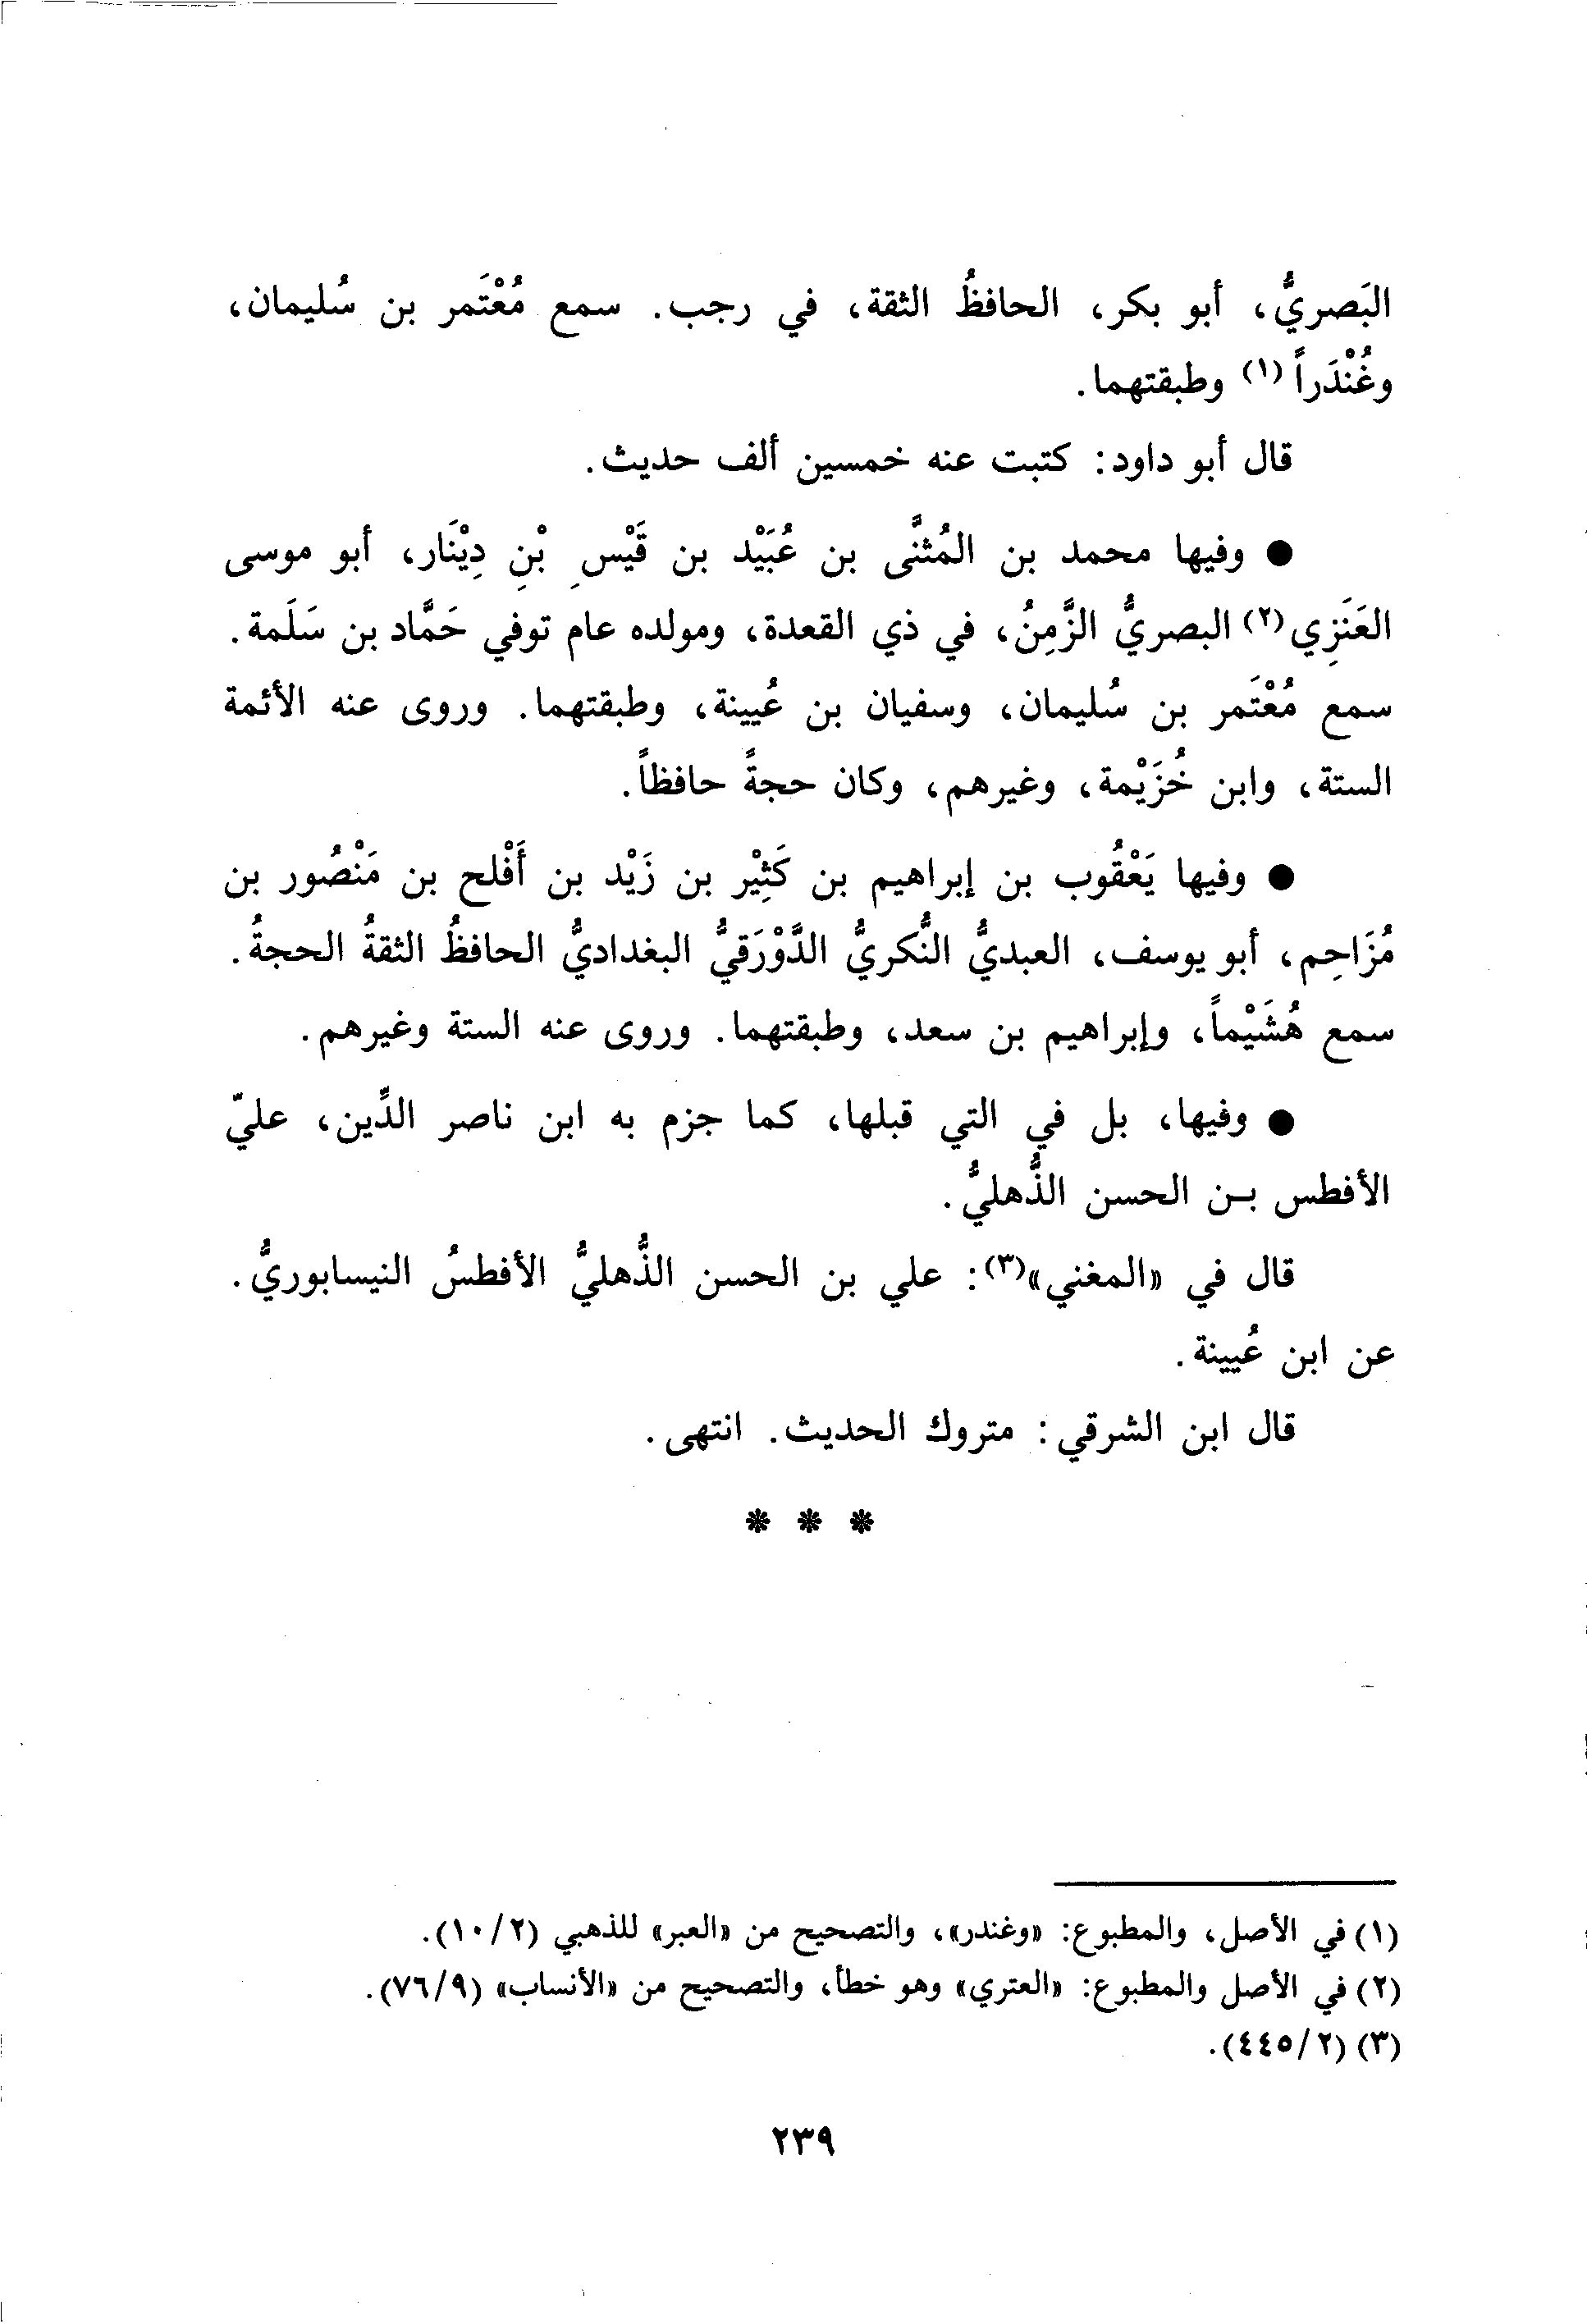 البَصريُّ، أبو بكر، الحافظُ الثقة، في رجب. سمع مُعْتَمر بن سُليمان،
وغُنْدَراً (١) وطبقتهما.
قال أبو داود: كتبت عنه خمسين ألف حديث.
● وفيها محمد بن المُثنَّى بن عُبَيْد بن قَيْسِ بْنِ دِيْنَار، أبو موسى
العَنَزِي(٢) البصريُّ الزَّمِنُ، في ذي القعدة، ومولده عام توفي حَمَّاد بن سَلَمة.
سمع مُعْتَمر بن سُليمان، وسفيان بن عُيينة، وطبقتهما. وروى عنه الأئمة
الستة، وابن خُزَيْمة، وغيرهم، وكان حجةً حافظاً.
● وفيها يَعْقُوب بن إبراهيم بن كَثِيْر بن زَيْد بن أَفْلح بن مَنْصُور بن
مُزَاحِم، أبو يوسف، العبديُّ النُّكريُّ الدَّوْرَقيُّ البغداديُّ الحافظُ الثقةُ الحجةُ.
سمع هُشَيْماً، وإبراهيم بن سعد، وطبقتهما. وروى عنه الستة وغيرهم.
● وفيها، بل في التي قبلها، كما جزم به ابن ناصر الدِّين، عليّ
الأفطس بـن الحسن الذُّهليُّ.
قال في «المغني»(٣): علي بن الحسن الذُّهليُّ الأفطسُ النيسابوريُّ.
عن ابن عُيينة.
قال ابن الشرقي: متروك الحديث. انتهى.
* * *
(١) في الأصل، والمطبوع: «وغندر»، والتصحيح من «العبر» للذهبي (٢/ ١٠).
(٢) في الأصل والمطبوع: «العتري» وهو خطأ، والتصحيح من «الأنساب» (٩/ ٧٦).
(٣) (٢/ ٤٤٥).
٢٣٩